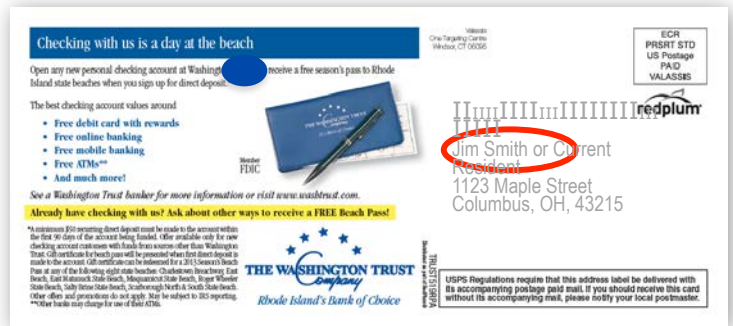 Checking with us is a day at the beach
Open any new personal checking account at Washington receive a free season's pass to Rhode
Island state beaches when you sign up for direct deposit.
The best checking account values around
• Free debit card with rewards
• Free online banking
• Free mobile banking
• Free ATMs**
• And much more!
THE WASHINGTON TRUST
Company
Member
FDIC
See a Washington Trust banker for more information or visit www.washtrust.com.
Already have checking with us? Ask about other ways to receive a FREE Beach Pass!
*A minimum $50 recurring direct deposit must be made to the account within
the first 90 days of the account being funded. Offer available only for new
checking account customers with funds from sources other than Washington
Trust. Gift certificate for beach pass will be presented when first direct deposit is
made to the account. Gift certificate can be redeemed for a 2013 Season's Beach
Pass at any of the following eight state beaches: Charlestown Breachway, East
Beach, East Matunuck State Beach, Misquamicut State Beach, Roger Wheeler
State Beach, Salty Brine State Beach, Scarborough North & South State Beach.
Other offers and promotions do not apply. May be subject to IRS reporting.
**Other banks may charge for use of their ATMs.
THE WASHINGTON TRUST
Company
Rhode Island's Bank of Choice
Valassis
One Targeting Centre
Windsor, CT 06095
ECR
PRSRT STD
US Postage
PAID
VALASSIS
redplum
Jim Smith or Current
Resident
1123 Maple Street
Columbus, OH, 43215
TRUST519RPA
USPS Regulations require that this address label be delivered with
its accompanying postage paid mail. If you should receive this card
without its accompanying mail, please notify your local postmaster.